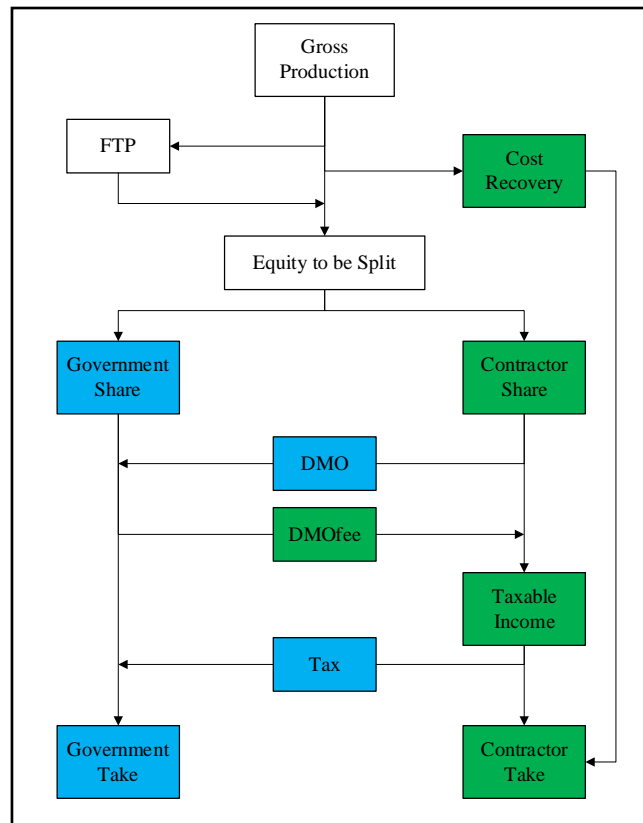 Gross
Production
FTP
Cost
Recovery
Equity to be Split
Government
Share
Contractor
Share
DMO
DMOfee
Taxable
Income
Tax
Government
Take
Contractor
Take